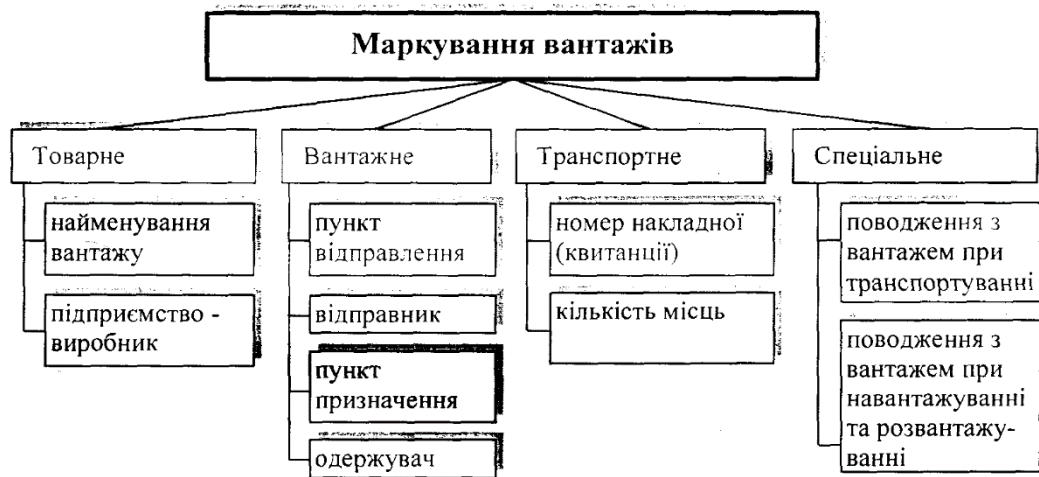 Маркування вантажів
Товарне
найменування
вантажу
підприємство -
виробник
Вантажне
пункт
відправлення
відправник
пункт
призначення
одержувач
Транспортне
номер накладної
(квитанції)
кількість місць
Спеціальне
поводження з
вантажем при
транспортуванні
поводження з
вантажем при
навантажуванні
та розвантажу-
ванні